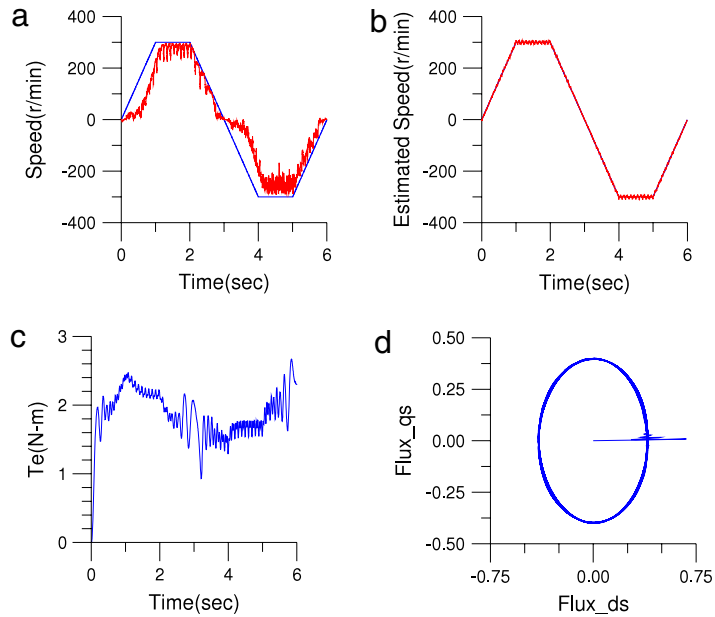 a
Speed(r/min)
400
200
0
-200
-400
0
2
4
6
Time(sec)
b
Estimated Speed(r/min)
400
200
0
-200
-400
0
2
4
6
Time(sec)
c
Te(N-m)
3
2
1
0
0
2
4
6
Time(sec)
d
Flux_qs
0.50
0.25
0.00
-0.25
-0.50
-0.75
0.00
0.75
Flux_ds